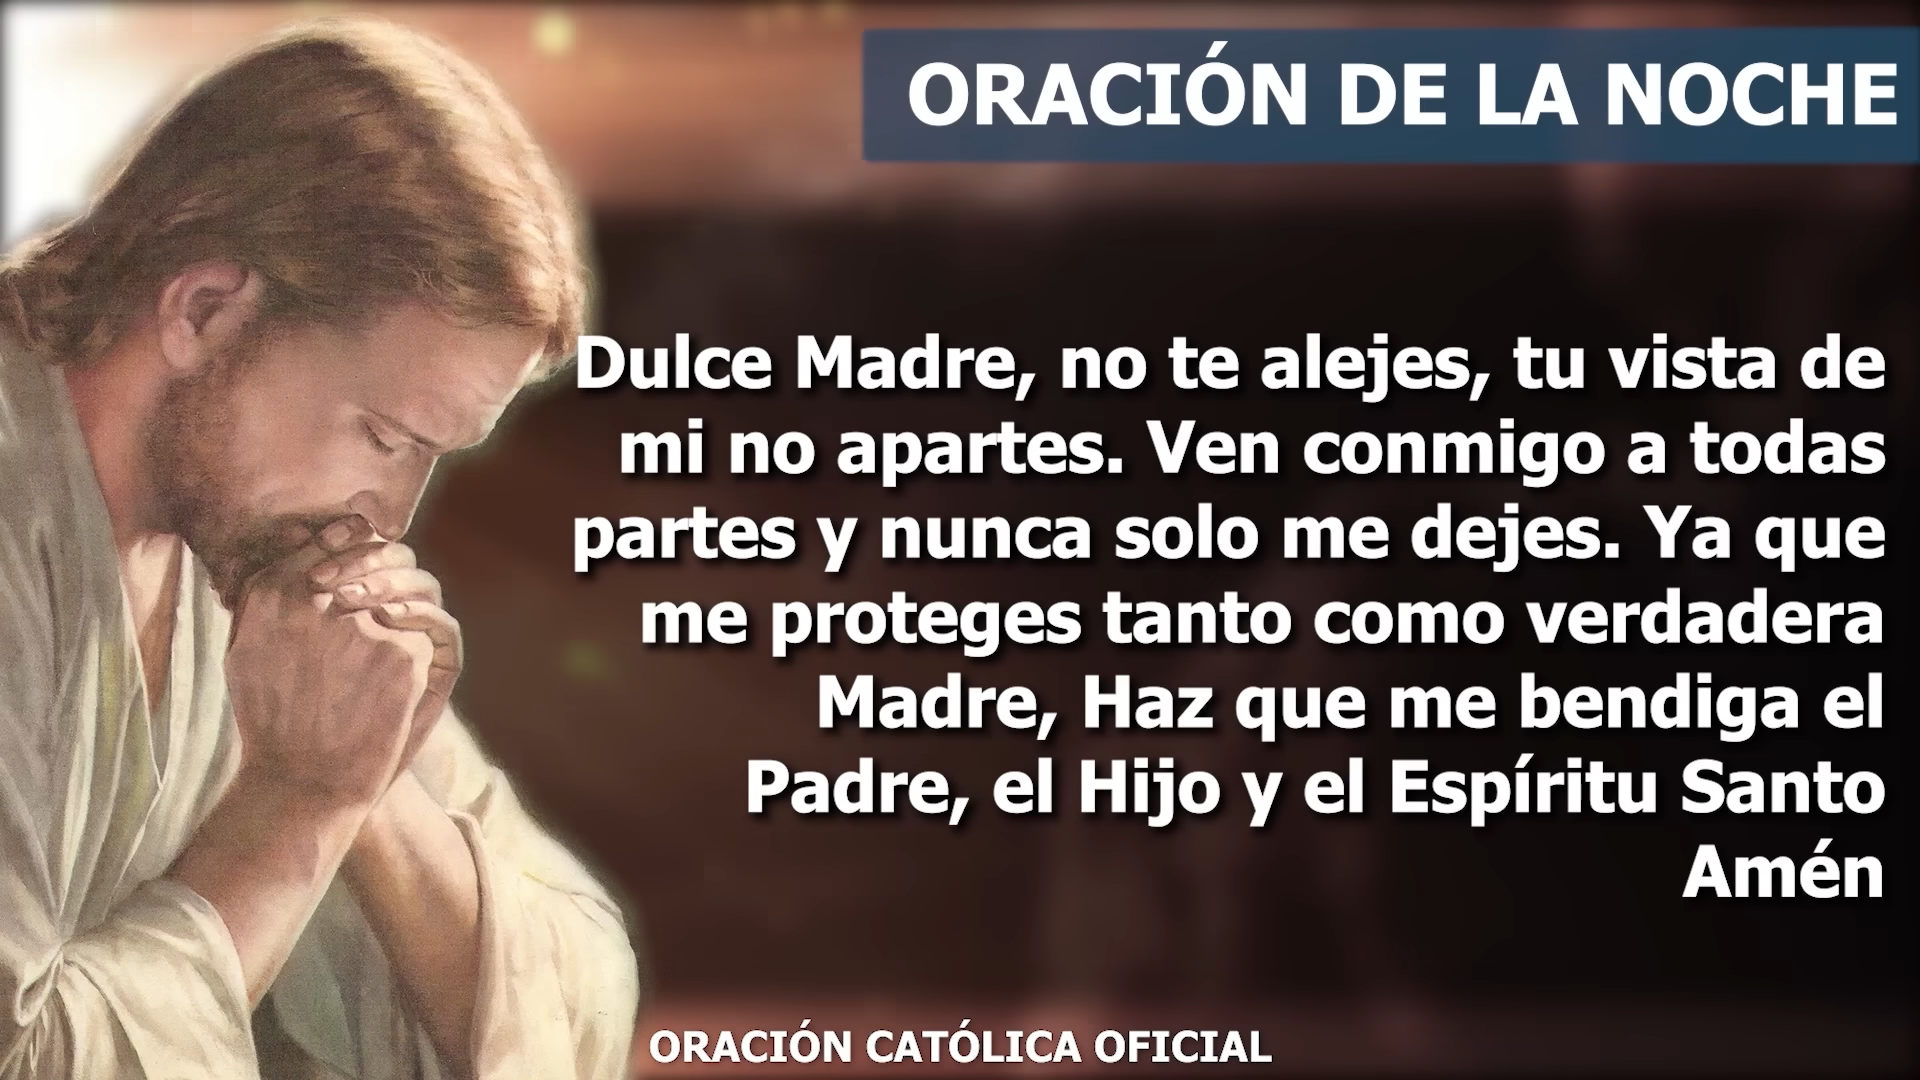 ORACIÓN DE LA NOCHE
Dulce Madre, no te alejes, tu vista de
mi no apartes. Ven conmigo a todas
partes y nunca solo me dejes. Ya que
me proteges tanto como verdadera
Madre, Haz que me bendiga el
Padre, el Hijo y el Espíritu Santo
Amén
ORACIÓN CATÓLICA OFICIAL